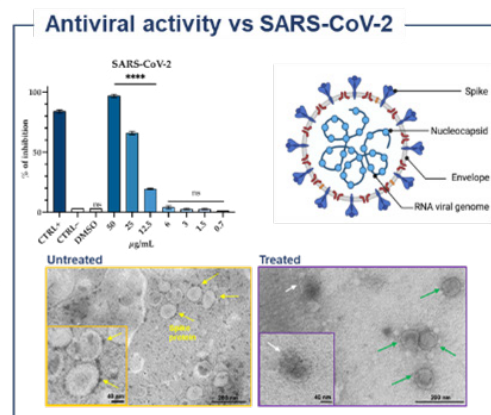 Antiviral activity vs SARS-CoV-2
SARS-CoV-2
****
ns
ns
% of inhibition
100
50
0
CTRL+
CTRL-
DMSO
50
25
12.5
6
3
1.5
0.7
µg/mL
Spike
Nucleocapsid
Envelope
RNA viral genome
Untreated
Spike
protein
200 nm
Treated
40 nm
200 nm